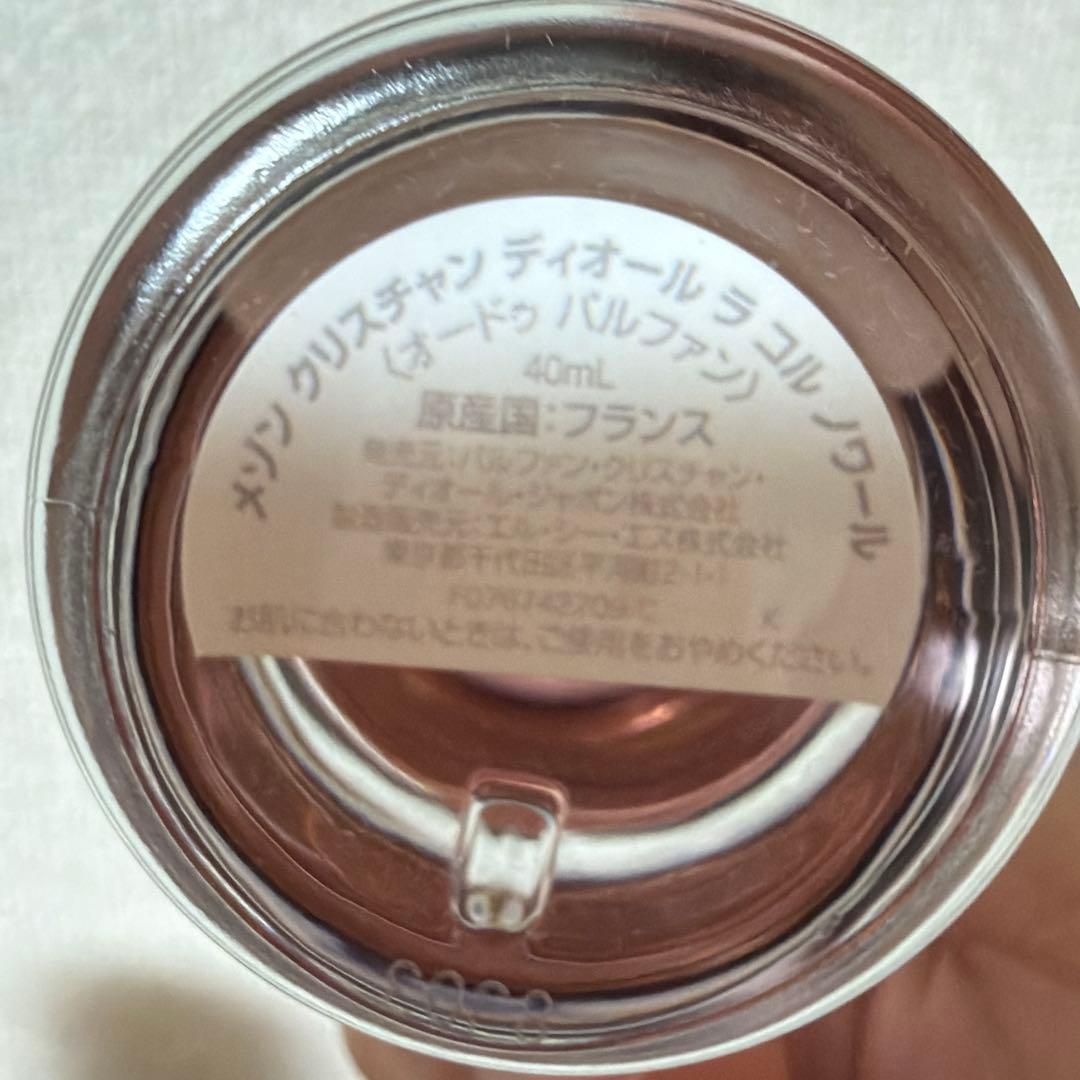 メゾン クリスチャン ディオール ラ コル ノワール
(オードゥ パルファン)
40mL
原産国:フランス
発売元:パルファン・クリスチャン・
ディオール・ジャポン株式会社
製造販売元:エル・シー・エス株式会社
東京都千代田区平河町2-1-1
K
お肌に合わないときは、ご使用をおやめください。